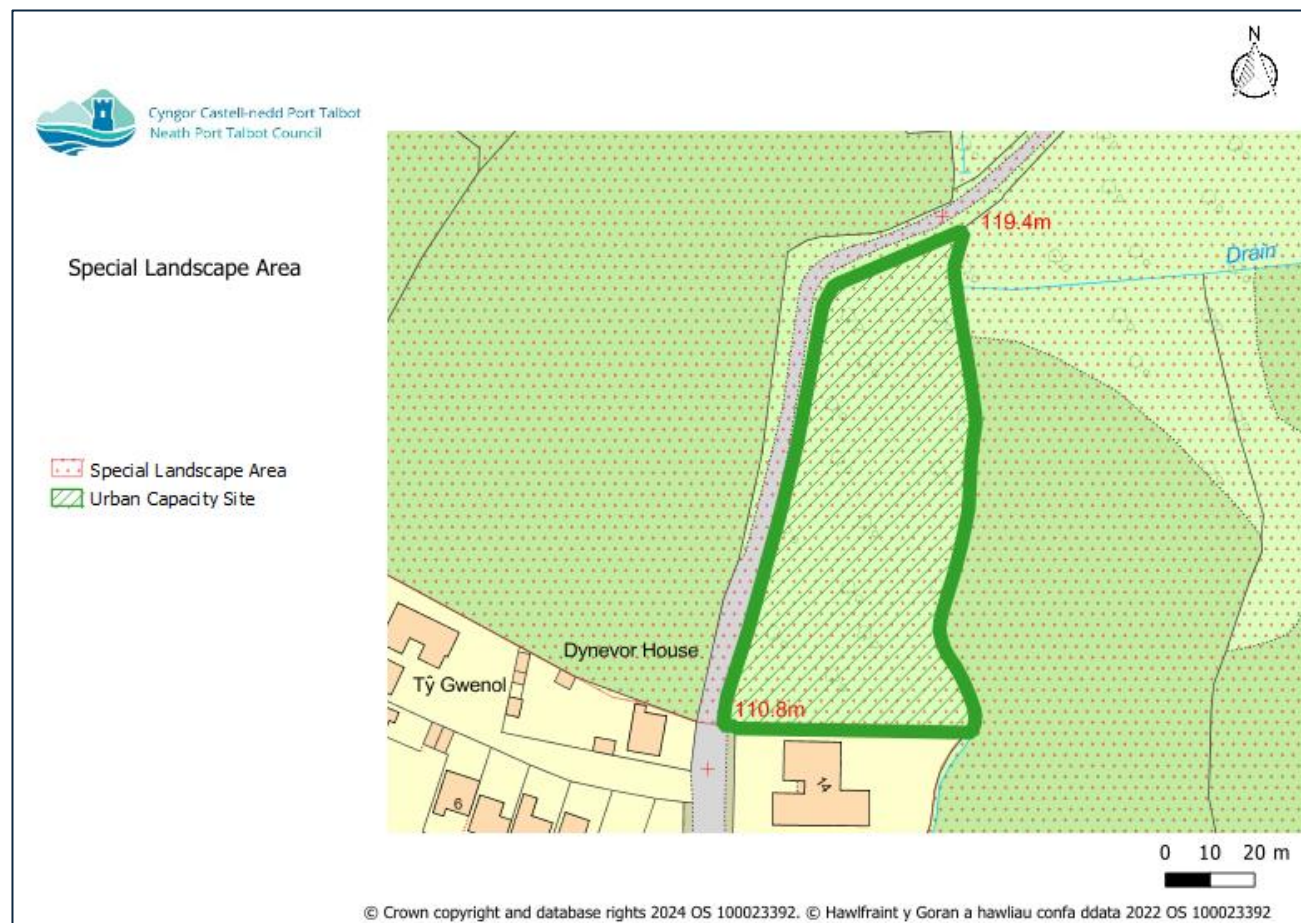 N
Cyngor Castell-nedd Port Talbot
Neath Port Talbot Council
Special Landscape Area
119.4m
Drain
Special Landscape Area
Urban Capacity Site
Dynevor House
Tŷ Gwenol
110.8m
6
0 10 20 m
© Crown copyright and database rights 2024 OS 100023392. © Hawlfraint y Goran a hawliau confa ddata 2022 OS 100023392